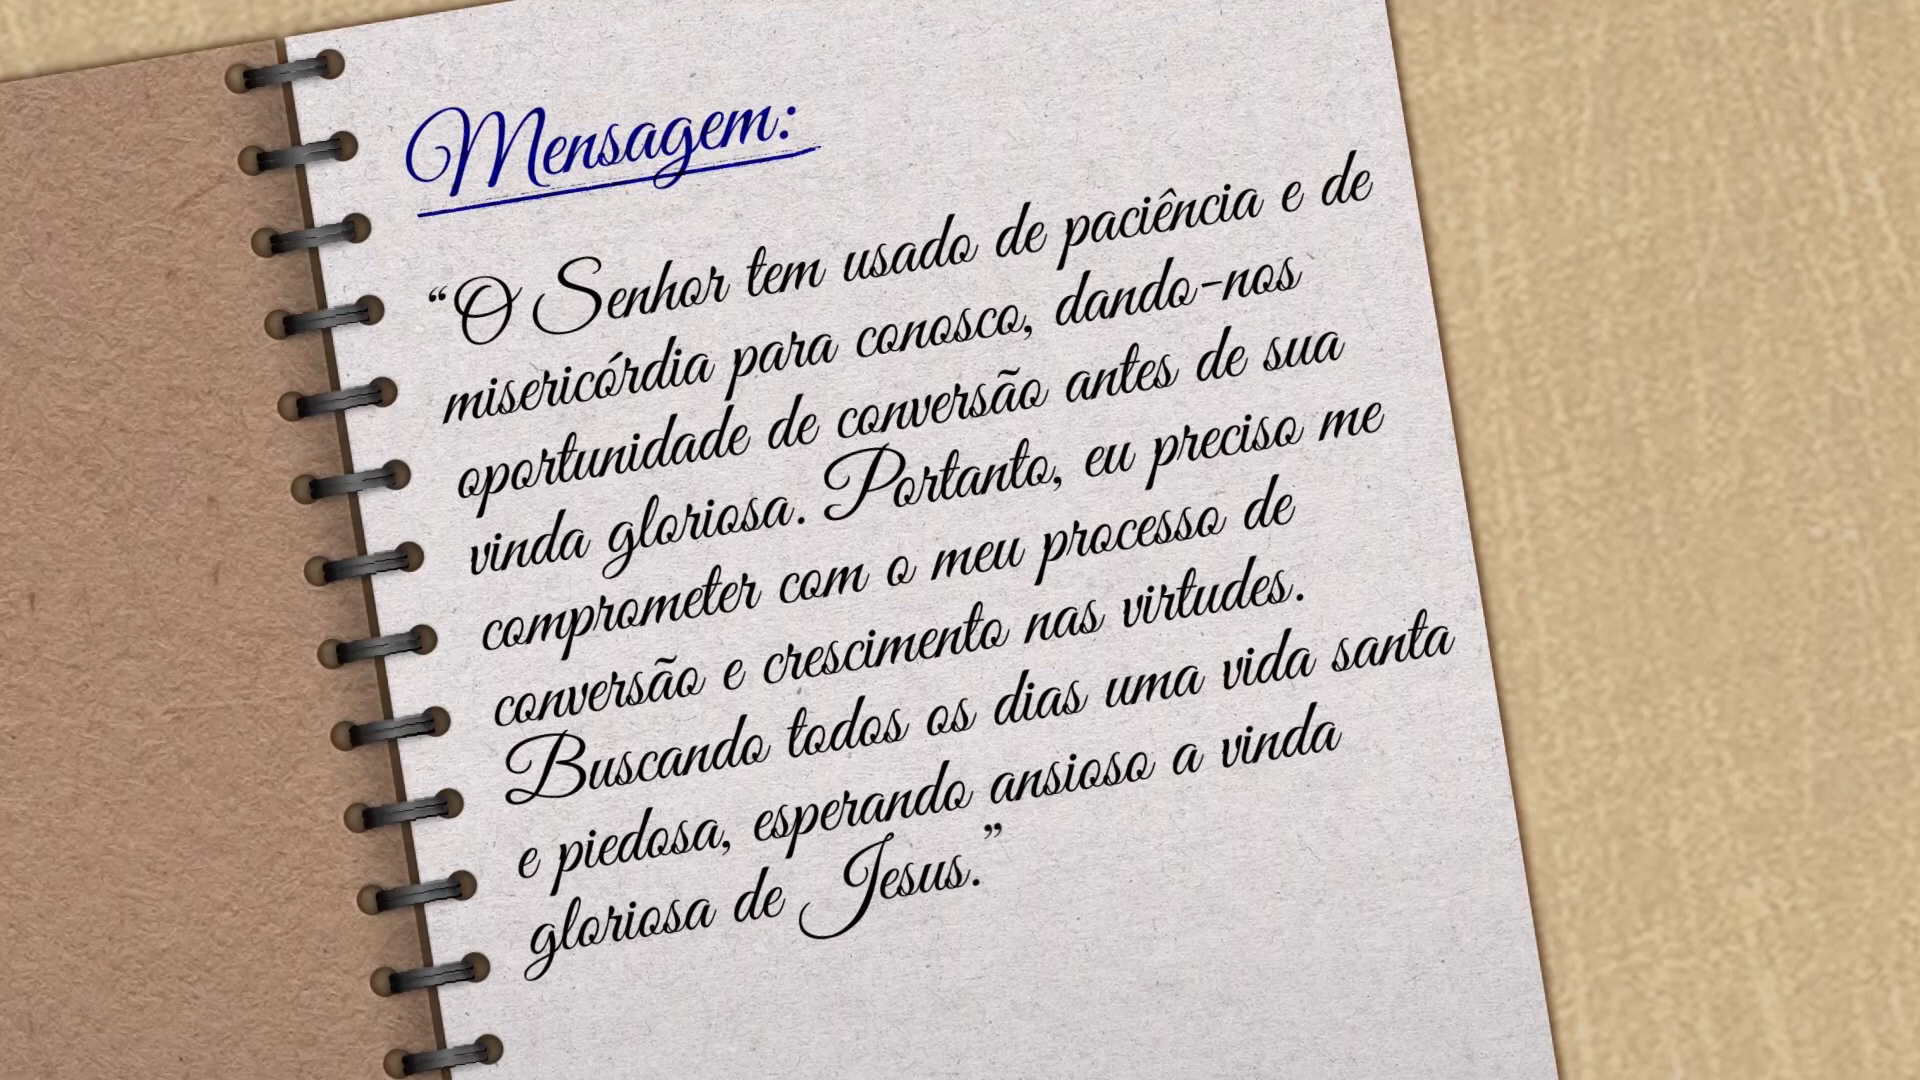 Mensagem:
“O Senhor tem usado de paciência e de
misericórdia para conosco, dando-nos
oportunidade de conversão antes de sua
vinda gloriosa. Portanto, eu preciso me
comprometer com o meu processo de
conversão e crescimento nas virtudes.
Buscando todos os dias uma vida santa
e piedosa, esperando ansioso a vinda
gloriosa de Jesus.”